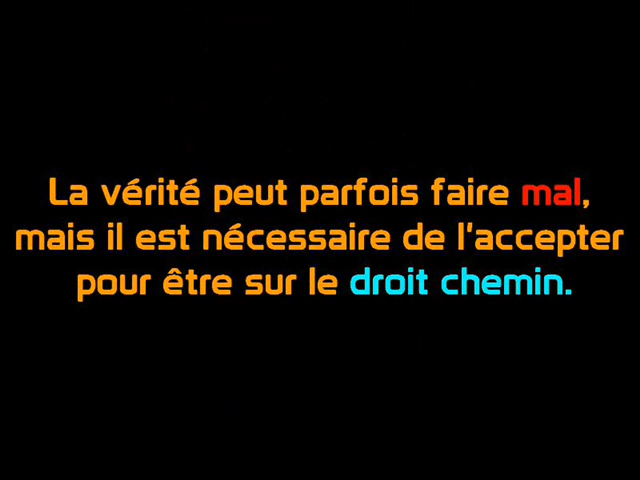 La vérité peut parfois faire mal,
mais il est nécessaire de l'accepter
pour être sur le droit chemin.